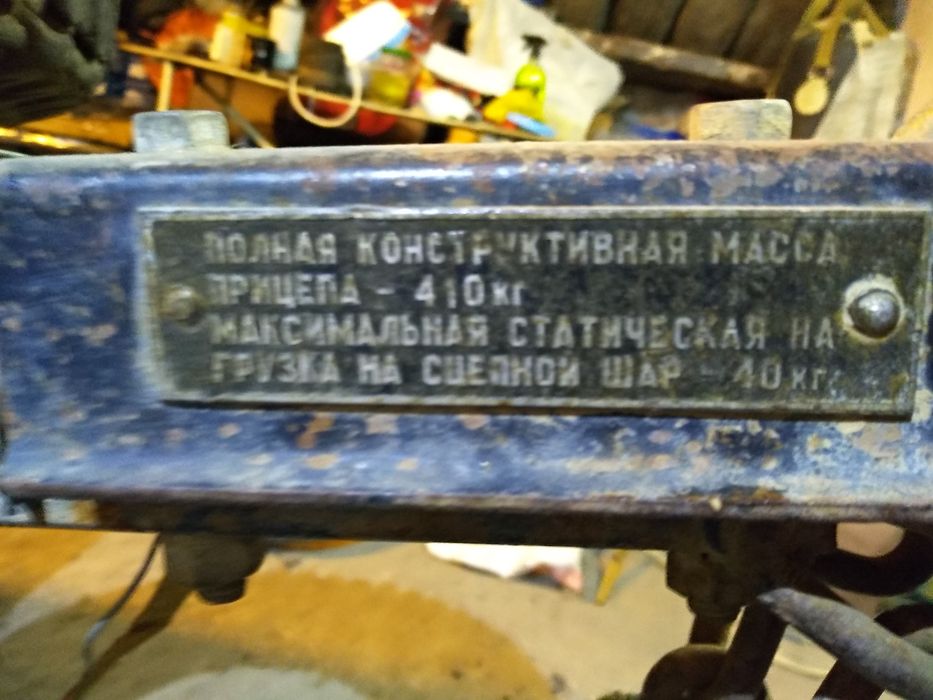 ПОЛНАЯ КОНСТРУКТИВНАЯ МАССА
ПРИЦЕПА - 410 кг
МАКСИМАЛЬНАЯ СТАТИЧЕСКАЯ НА
ГРУЗКА НА СЦЕПНОЙ ШАР - 40 кг.